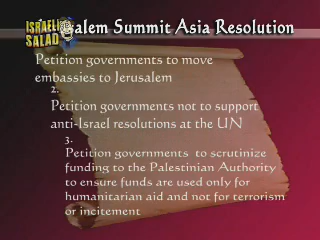 ISRAELI
SALAD
salem Summit Asia Resolution
Petition governments to move
embassies to Jerusalem
2.
Petition governments not to support
anti-Israel resolutions at the UN
3.
Petition governments to scrutinize
funding to the Palestinian Authority
to ensure funds are used only for
humanitarian aid and not for terrorism
or incitement